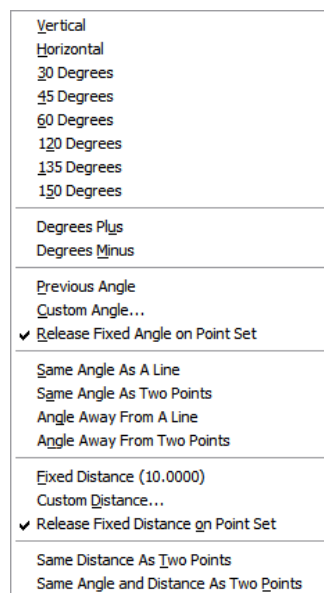 Vertical
Horizontal
30 Degrees
45 Degrees
60 Degrees
120 Degrees
135 Degrees
150 Degrees
Degrees Plus
Degrees Minus
Previous Angle
Custom Angle...
Release Fixed Angle on Point Set
Same Angle As A Line
Same Angle As Two Points
Angle Away From A Line
Angle Away From Two Points
Fixed Distance (10.0000)
Custom Distance...
Release Fixed Distance on Point Set
Same Distance As Two Points
Same Angle and Distance As Two Points